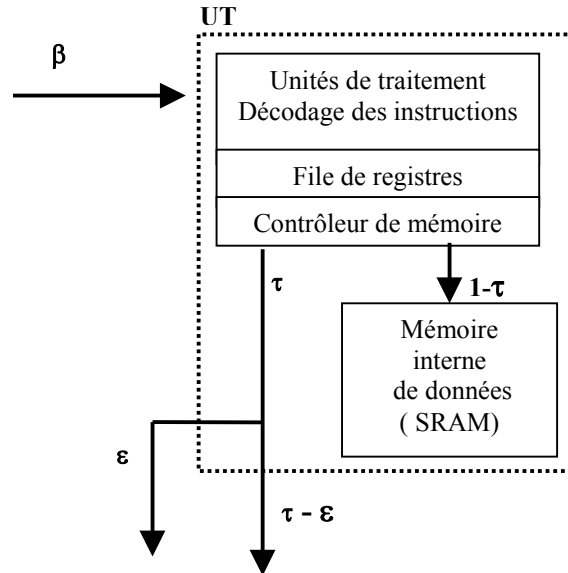 UT
β
Unités de traitement
Décodage des instructions
File de registres
Contrôleur de mémoire
τ
1-τ
Mémoire
interne
de données
( SRAM)
ε
τ - ε